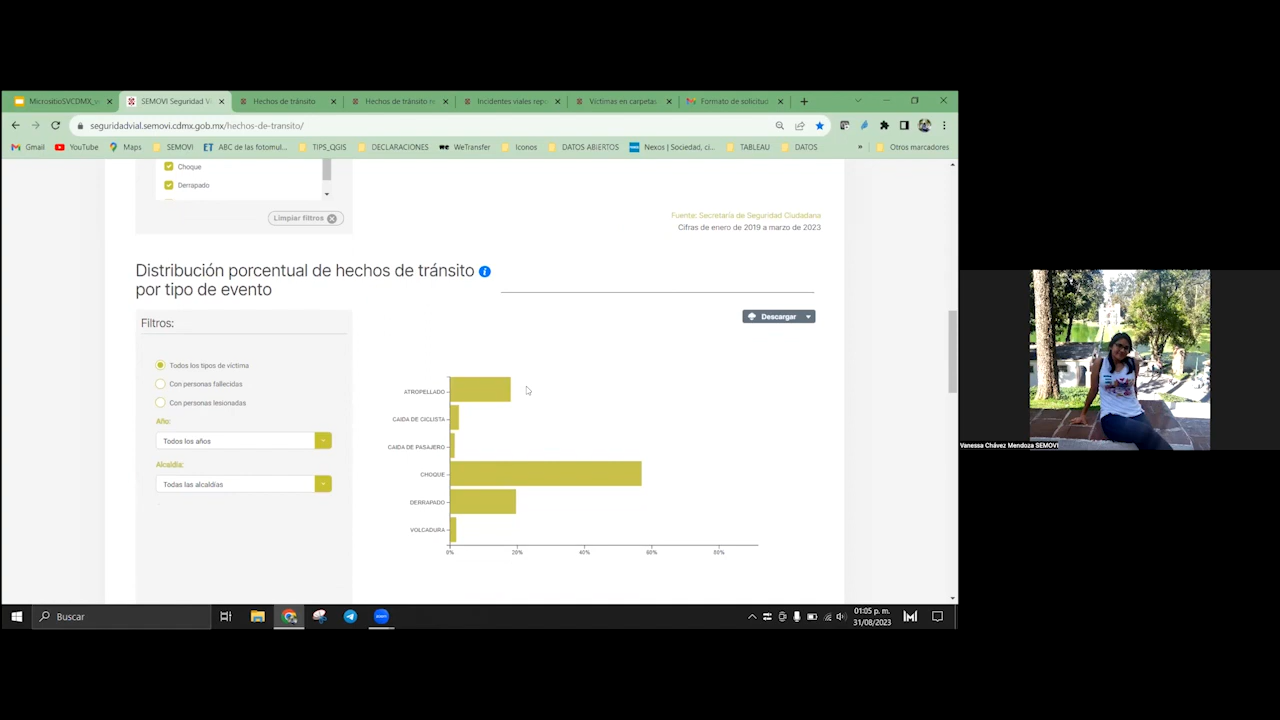 MicrositioSVCDMX_v
SEMOVI Seguridad Vi
Hechos de tránsito
Hechos de tránsito re
Incidentes viales rep
Víctimas en carpetas
Formato de solicitud
seguridadvial.semovi.cdmx.gob.mx/hechos-de-transito/
Gmail
YouTube
Maps
SEMOVI
ABC de las fotomul...
TIPS_QGIS
DECLARACIONES
WeTransfer
Iconos
DATOS ABIERTOS
Nexos | Sociedad, ci...
TABLEAU
DATOS
»
Otros marcadores
Choque
Derrapado
Limpiar filtros
Fuente: Secretaría de Seguridad Ciudadana
Cifras de enero de 2019 a marzo de 2023
Distribución porcentual de hechos de tránsito
por tipo de evento
Filtros:
Descargar
Todos los tipos de víctima
Con personas fallecidas
Con personas lesionadas
Año:
Todos los años
Alcaldía:
Todas las alcaldías
ATROPELLADO
CAIDA DE CICLISTA
CAIDA DE PASAJERO
CHOQUE
DERRAPADO
VOLCADURA
0% 20% 40% 60% 80%
Vanessa Chávez Mendoza SEMOVI
Buscar
zoom
01:05 p. m.
31/08/2023